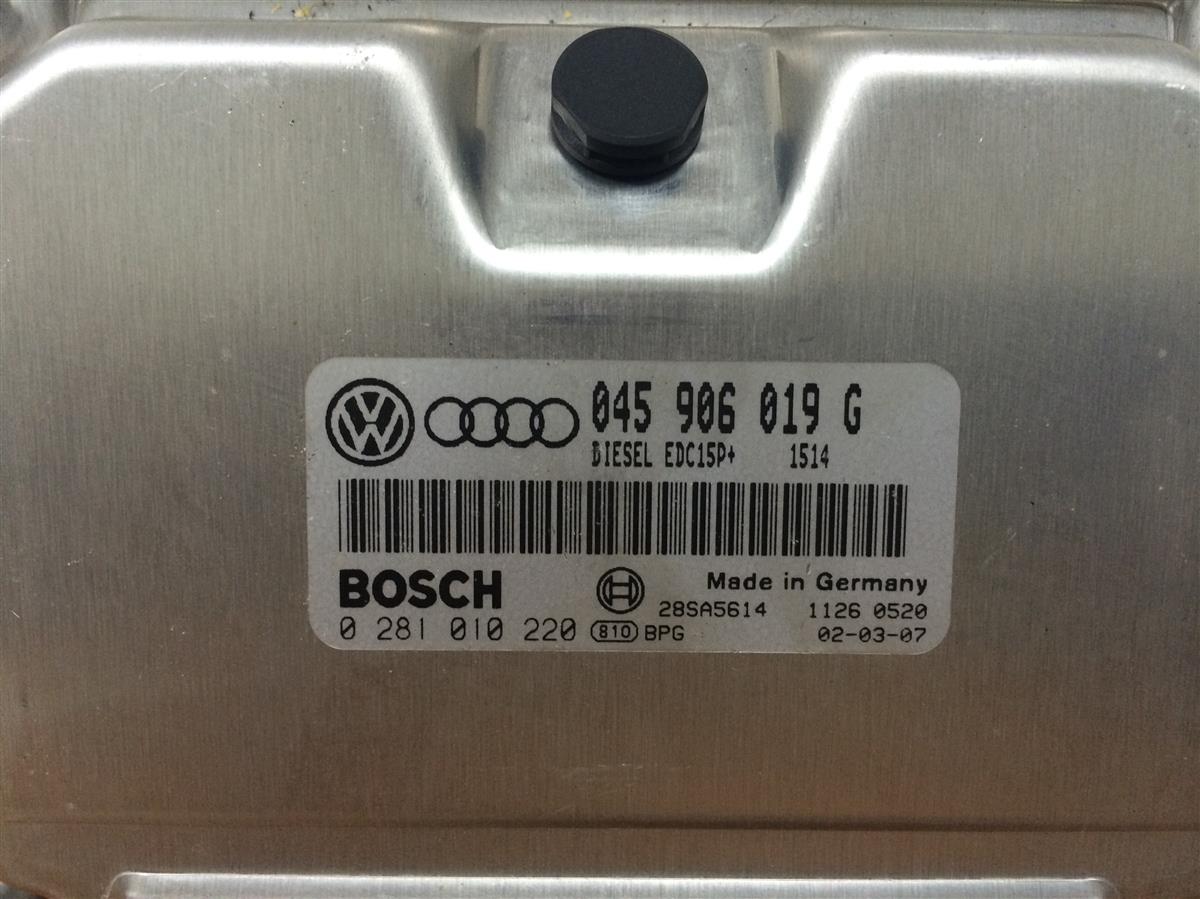 045 906 019 G
DIESEL EDC15P+ 1514
BOSCH
Made in Germany
28SA5614 1126 0520
0 281 010 220 810 BPG 02-03-07